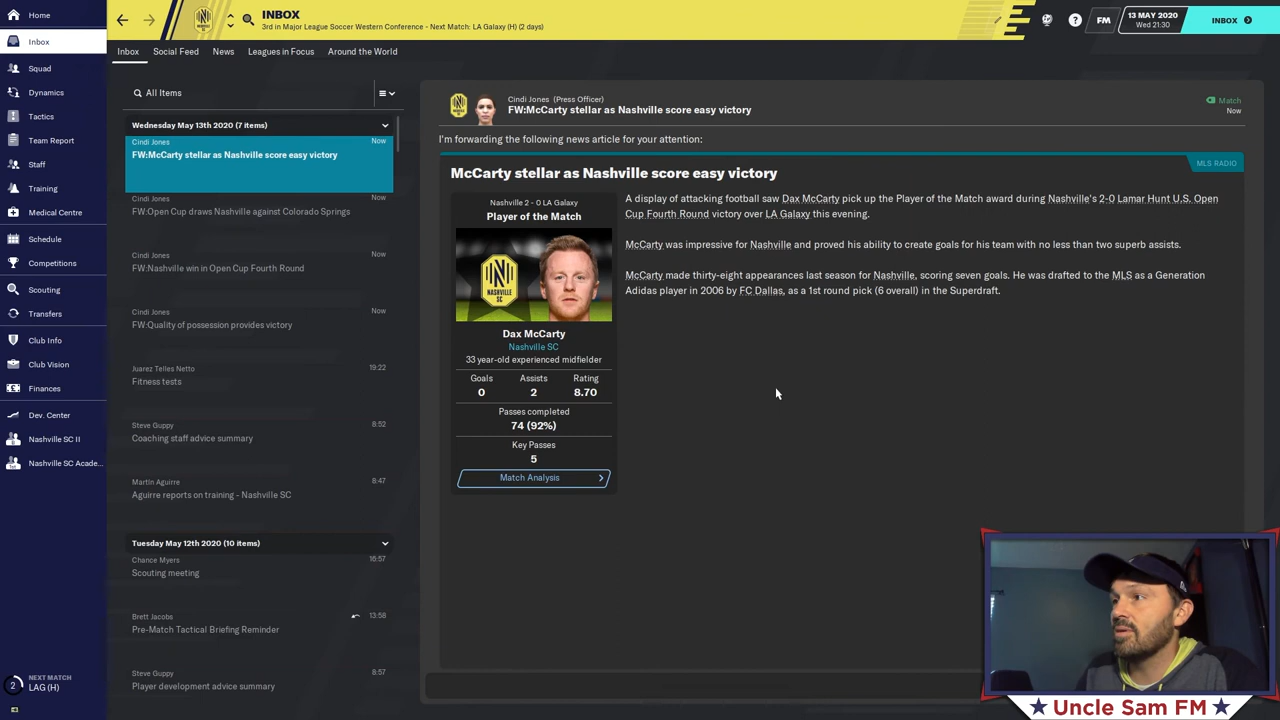 Home
Inbox
Squad
Dynamics
Tactics
Team Report
Staff
Training
Medical Centre
Schedule
Competitions
Scouting
Transfers
Club Info
Club Vision
Finances
Dev. Center
Nashville SC II
Nashville SC Acade...
2
NEXT MATCH
LAG (H)
INBOX
3rd in Major League Soccer Western Conference - Next Match: LA Galaxy (H) (2 days)
?
FM
13 MAY 2020
Wed 21:30
INBOX
Inbox
Social Feed
News
Leagues in Focus
Around the World
All Items
Wednesday May 13th 2020 (7 items)
Cindi Jones
Now
FW:McCarty stellar as Nashville score easy victory
Cindi Jones
Now
FW:Open Cup draws Nashville against Colorado Springs
Cindi Jones
Now
FW:Nashville win in Open Cup Fourth Round
Cindi Jones
Now
FW:Quality of possession provides victory
Juarez Telles Netto
19:22
Fitness tests
Steve Guppy
8:52
Coaching staff advice summary
Martin Aguirre
8:47
Aguirre reports on training - Nashville SC
Tuesday May 12th 2020 (10 items)
Chance Myers
Scouting meeting
Brett Jacobs
13:58
Pre-Match Tactical Briefing Reminder
Steve Guppy
8:57
Player development advice summary
Cindi Jones (Press Officer)
FW:McCarty stellar as Nashville score easy victory
Match
Now
I'm forwarding the following news article for your attention:
MLS RADIO
McCarty stellar as Nashville score easy victory
Nashville 2 - 0 LA Galaxy
Player of the Match
NASHVILLE SC
Dax McCarty
Nashville SC
33 year-old experienced midfielder
Goals
Assists
Rating
0
2
8.70
Passes completed
74 (92%)
Key Passes
5
Match Analysis
A display of attacking football saw Dax McCarty pick up the Player of the Match award during Nashville's 2-0 Lamar Hunt U.S. Open
Cup Fourth Round victory over LA Galaxy this evening.
McCarty was impressive for Nashville and proved his ability to create goals for his team with no less than two superb assists.
McCarty made thirty-eight appearances last season for Nashville, scoring seven goals. He was drafted to the MLS as a Generation
Adidas player in 2006 by FC Dallas, as a 1st round pick (6 overall) in the Superdraft.
Uncle Sam FM